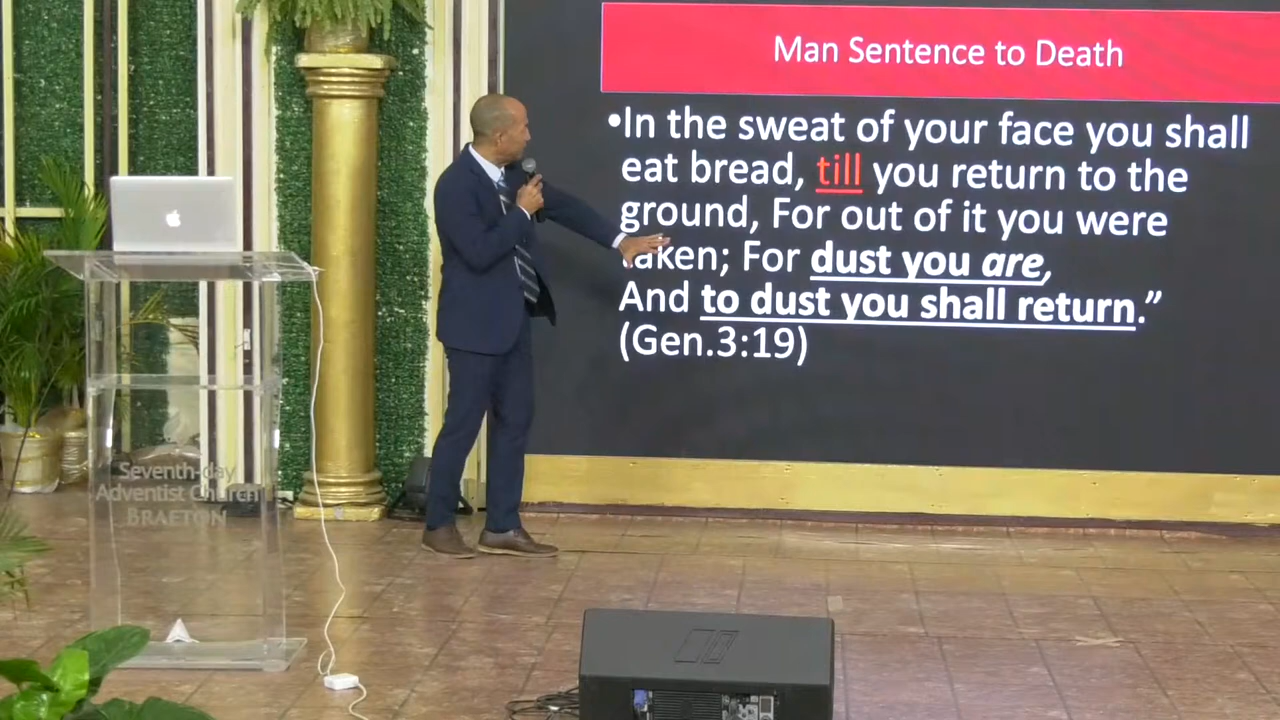 Man Sentence to Death
•In the sweat of your face you shall
eat bread, till you return to the
ground, For out of it you were
taken; For dust you are,
And to dust you shall return.”
(Gen.3:19)
Seventh-day
Adventist Church
BRAETON